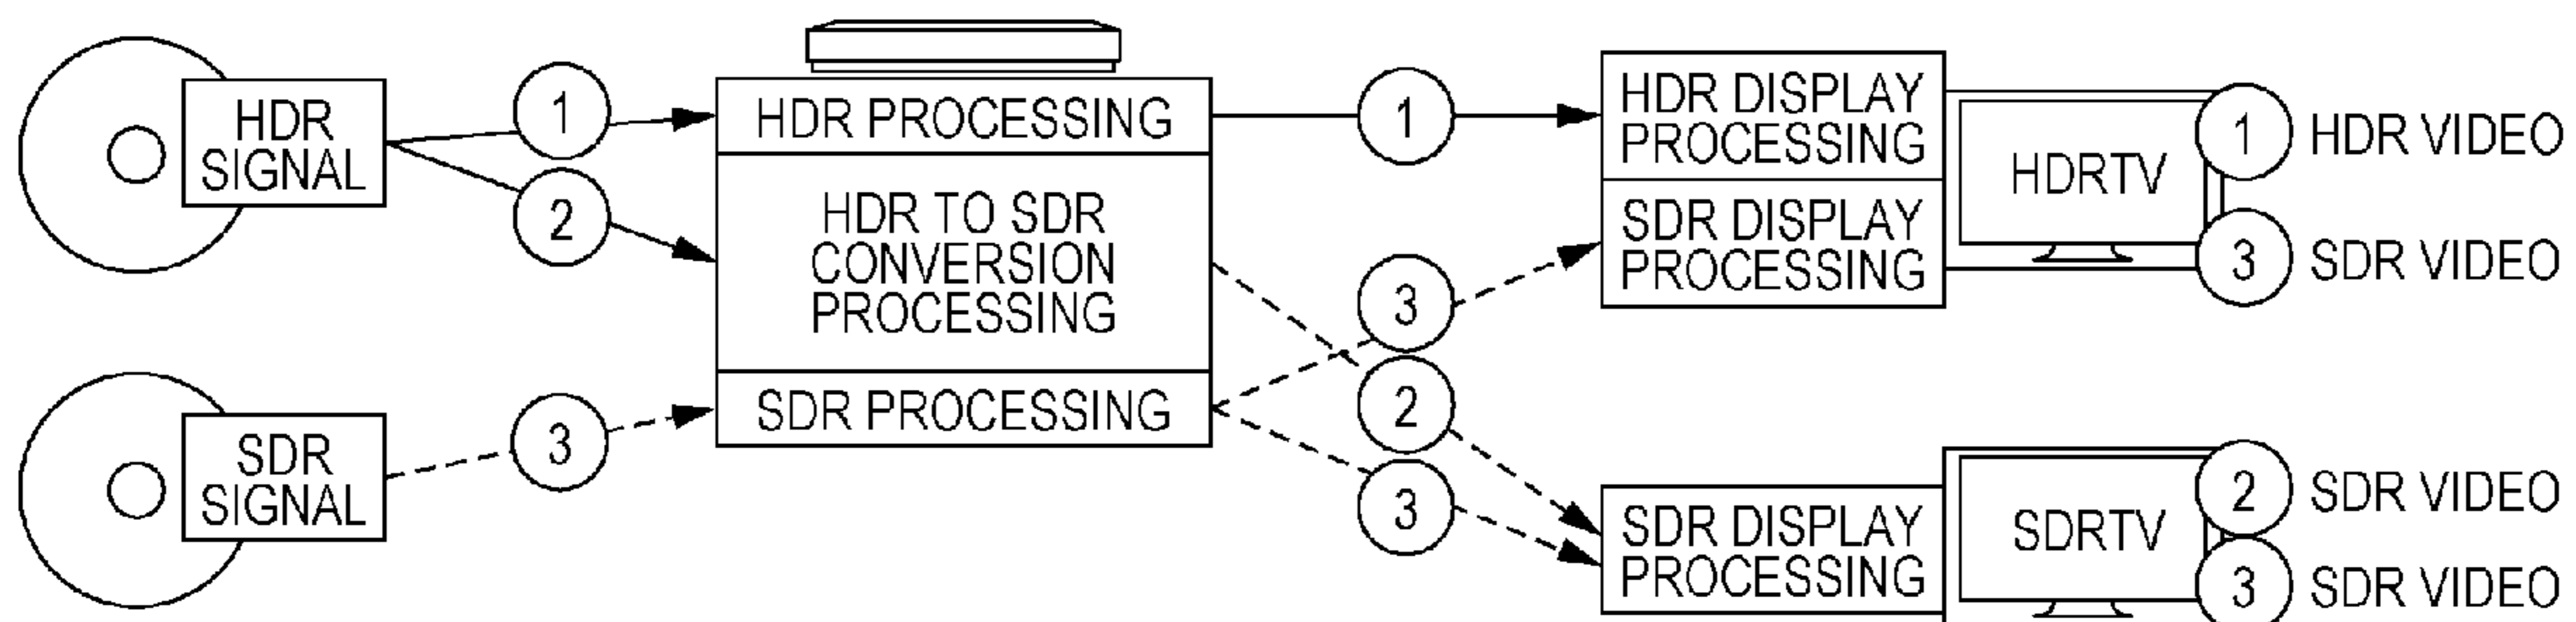 HDR
SIGNAL
1
2
HDR PROCESSING
HDR TO SDR
CONVERSION
PROCESSING
SDR PROCESSING
SDR
SIGNAL
3
1
3
2
3
HDR DISPLAY
PROCESSING
SDR DISPLAY
PROCESSING
HDRTV
1 HDR VIDEO
3 SDR VIDEO
SDR DISPLAY
PROCESSING
SDRTV
2 SDR VIDEO
3 SDR VIDEO